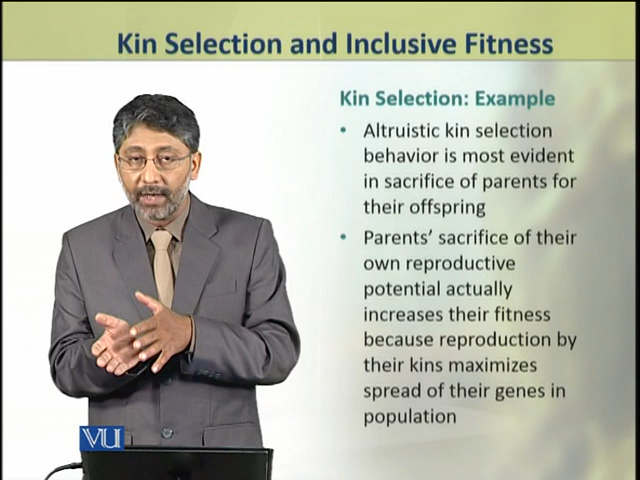 Kin Selection and Inclusive Fitness
Kin Selection: Example
• Altruistic kin selection
behavior is most evident
in sacrifice of parents for
their offspring
• Parents' sacrifice of their
own reproductive
potential actually
increases their fitness
because reproduction by
their kins maximizes
spread of their genes in
population
VU